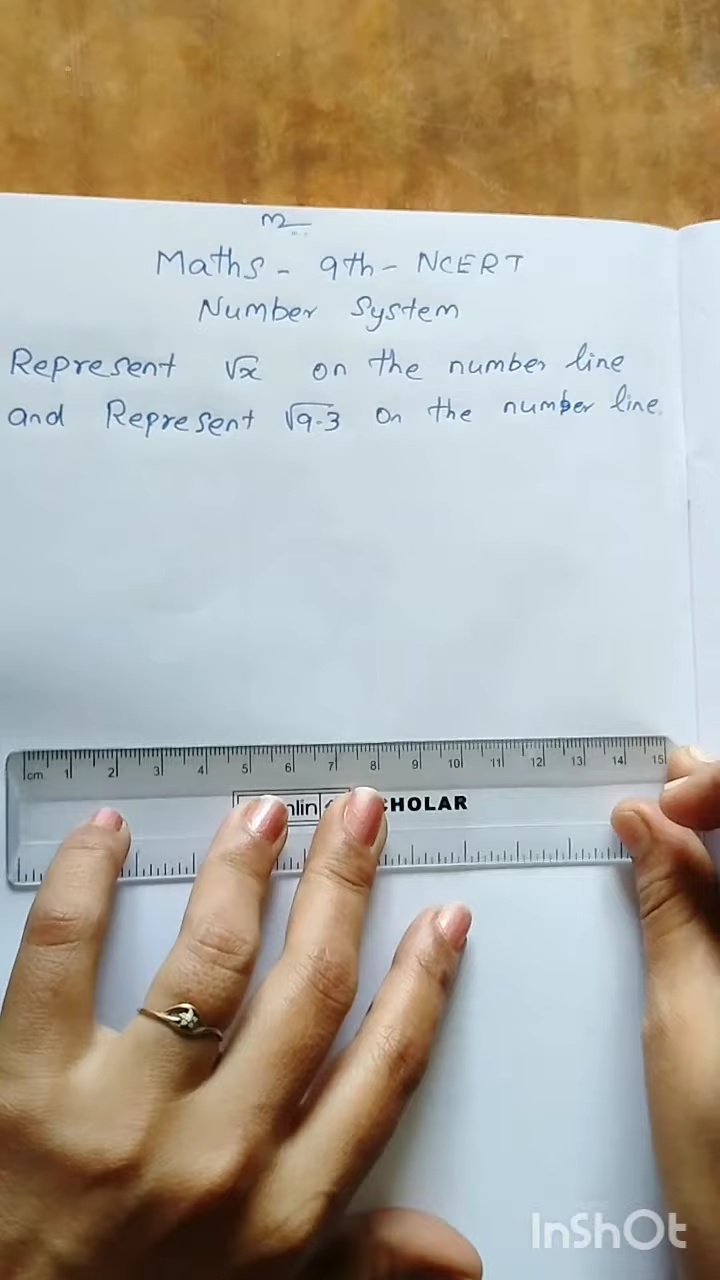 Maths - 9th - NCERT
Number System
Represent √x on the number line
and Represent √9.3 on the number line.
cm 1 2 3 4 5 6 7 8 9 10 11 12 13 14 15
CHOLAR
InShOt